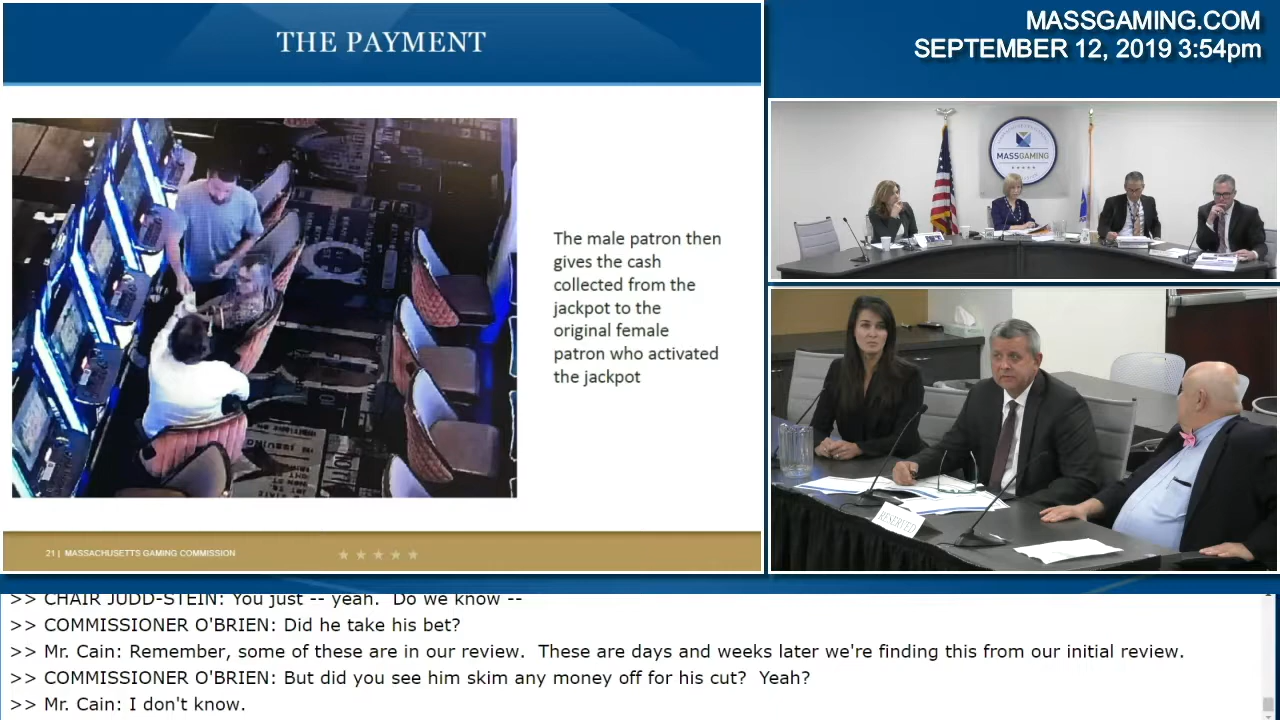 THE PAYMENT
The male patron then
gives the cash
collected from the
jackpot to the
original female
patron who activated
the jackpot
21 | MASSACHUSETTS GAMING COMMISSION
MASSGAMING.COM
SEPTEMBER 12, 2019 3:54pm
MASSGAMING
RESERVED
>> CHAIR JUDD-STEIN: You just -- yeah.  Do we know --
>> COMMISSIONER O'BRIEN: Did he take his bet?
>> Mr. Cain: Remember, some of these are in our review.  These are days and weeks later we're finding this from our initial review.
>> COMMISSIONER O'BRIEN: But did you see him skim any money off for his cut?  Yeah?
>> Mr. Cain: I don't know.